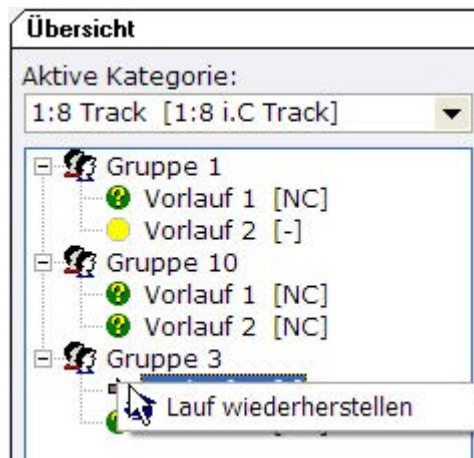 Übersicht
Aktive Kategorie:
1:8 Track [1:8 i.C Track]
Gruppe 1
Vorlauf 1 [NC]
Vorlauf 2 [-]
Gruppe 10
Vorlauf 1 [NC]
Vorlauf 2 [NC]
Gruppe 3
Lauf wiederherstellen